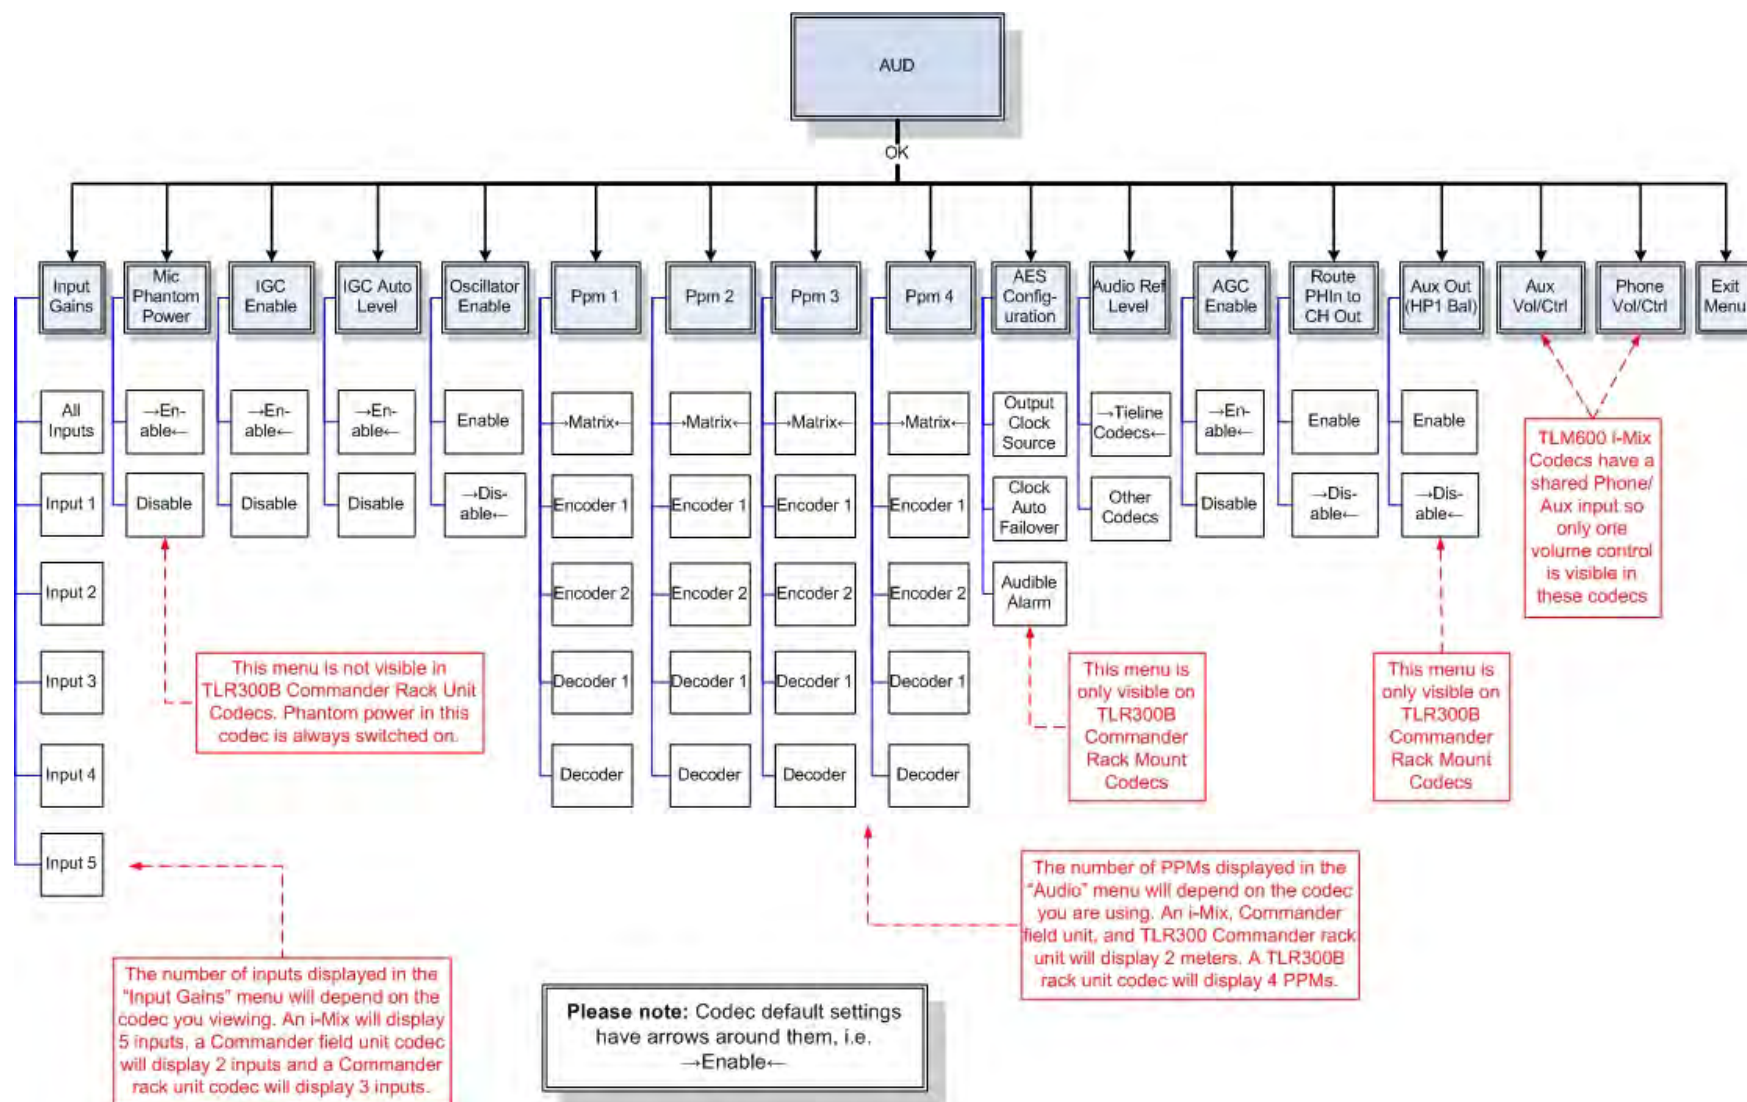 AUD
OK
Input
Gains
Mic
Phantom
Power
IGC
Enable
IGC Auto
Level
Oscillator
Enable
Ppm 1
Ppm 2
Ppm 3
Ppm 4
AES
Config-
uration
Audio Ref
Level
AGC
Enable
Route
PHIn to
CH Out
Aux Out
(HP1 Bal)
Aux
Vol/Ctrl
Phone
Vol/Ctrl
Exit
Menu
All
Inputs
→En-
able←
→En-
able←
→En-
able←
Enable
→Matrix←
→Matrix←
→Matrix←
→Matrix←
Output
Clock
Source
→Tieline
Codecs←
→En-
able←
Enable
Enable
Input 1
Disable
Disable
Disable
→Dis-
able←
Encoder 1
Encoder 1
Encoder 1
Encoder 1
Clock
Auto
Failover
Other
Codecs
Disable
→Dis-
able←
→Dis-
able←
TLM600 I-Mix
Codecs have a
shared Phone/
Aux input so
only one
volume control
is visible in
these codecs
Input 2
Encoder 2
Encoder 2
Encoder 2
Encoder 2
Audible
Alarm
Input 3
Decoder 1
Decoder 1
Decoder 1
Decoder 1
This menu is not visible in
TLR300B Commander Rack Unit
Codecs. Phantom power in this
codec is always switched on.
This menu is
only visible on
TLR300B
Commander
Rack Mount
Codecs
This menu is
only visible on
TLR300B
Commander
Rack Mount
Codecs
Input 4
Decoder
Decoder
Decoder
Decoder
Input 5
The number of PPMs displayed in the
“Audio” menu will depend on the codec
you are using. An i-Mix, Commander
field unit, and TLR300 Commander rack
unit will display 2 meters. A TLR300B
rack unit codec will display 4 PPMs.
The number of inputs displayed in the
“Input Gains” menu will depend on the
codec you viewing. An i-Mix will display
5 inputs, a Commander field unit codec
will display 2 inputs and a Commander
rack unit codec will display 3 inputs.
Please note: Codec default settings
have arrows around them, i.e.
→Enable←